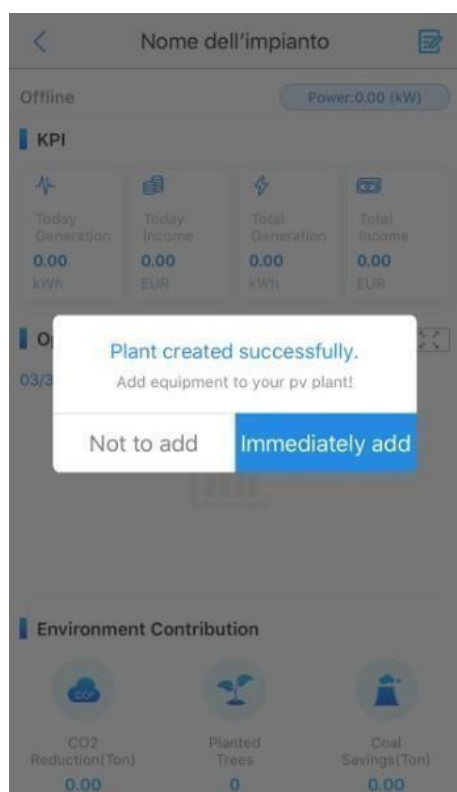 Nome dell'impianto
Offline
Power:0.00 (kW)
KPI
Today
Generation
0.00
kWh
Today
Income
0.00
EUR
Total
Generation
0.00
kWh
Total
Income
0.00
EUR
03/3
Plant created successfully.
Add equipment to your pv plant!
Not to add
Immediately add
Environment Contribution
CO2
Reduction(Ton)
0.00
Planted
Trees
0
Coal
Savings(Ton)
0.00